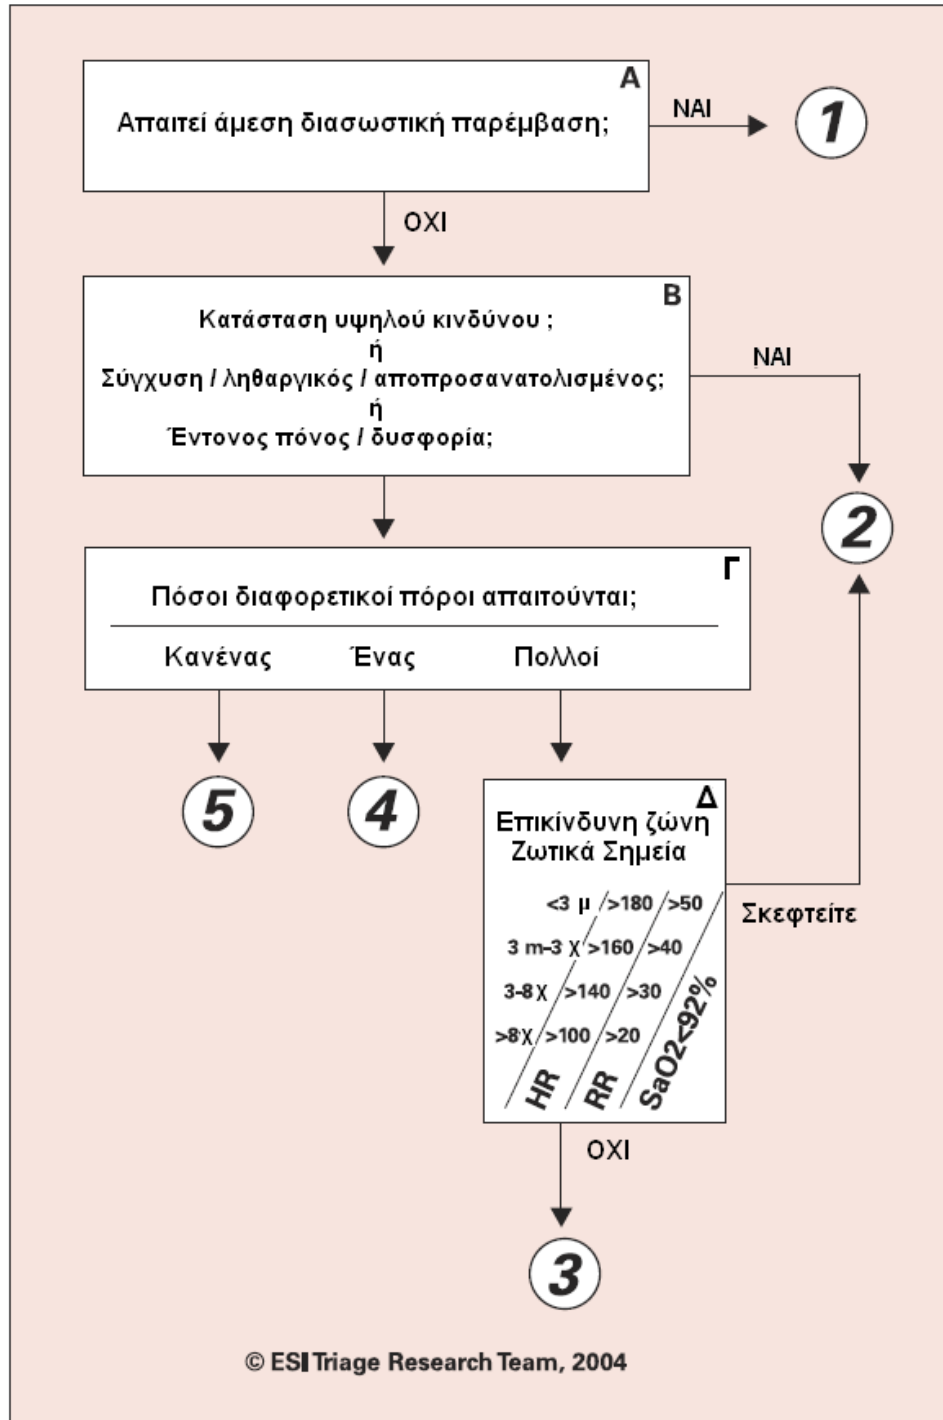 Α
Απαιτεί άμεση διασωστική παρέμβαση;
ΝΑΙ
1
ΟΧΙ
Β
Κατάσταση υψηλού κινδύνου ;
ή
Σύγχυση / ληθαργικός / αποπροσανατολισμένος;
ή
Έντονος πόνος / δυσφορία;
ΝΑΙ
2
Γ
Πόσοι διαφορετικοί πόροι απαιτούνται;
Κανένας Ένας Πολλοί
5 4
Δ
Επικίνδυνη ζώνη
Ζωτικά Σημεία
<3 μ >180 >50
3 m-3 χ >160 >40
3-8 χ >140 >30
>8 χ >100 >20
HR RR SaO2<92%
Σκεφτείτε
ΟΧΙ
3
© ESI Triage Research Team, 2004